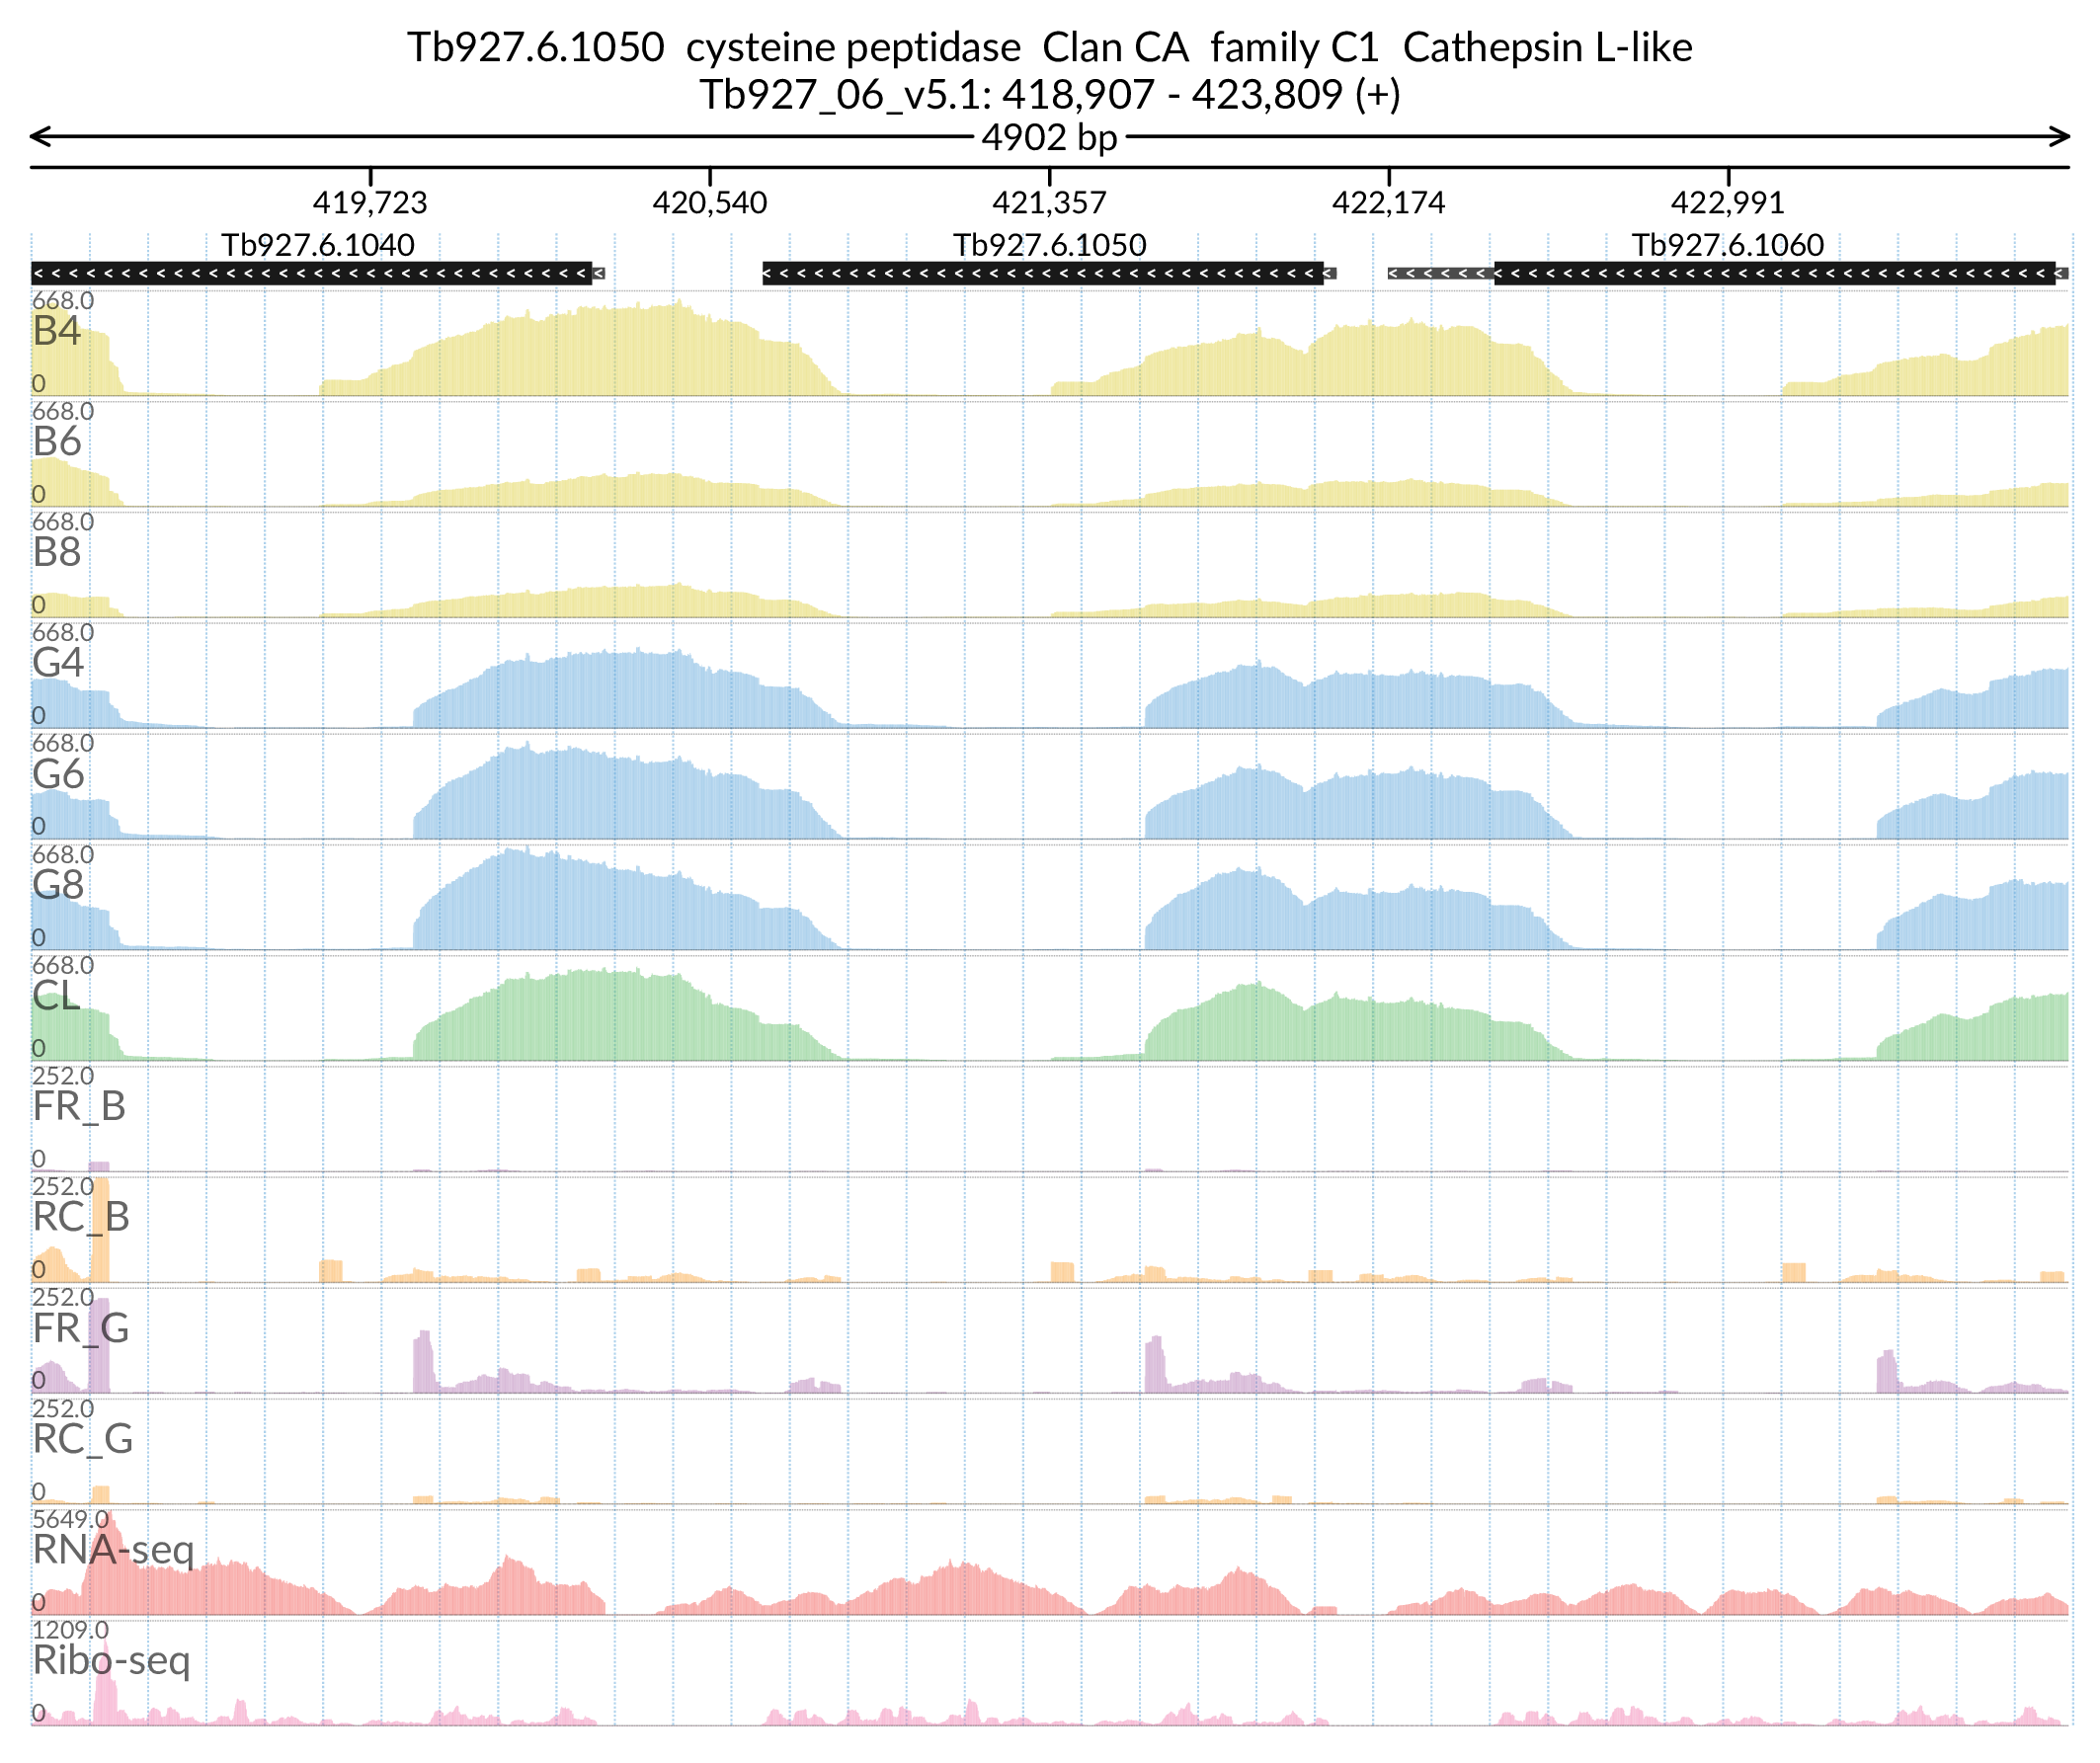 Tb927.6.1050 cysteine peptidase Clan CA family C1 Cathepsin L-like
Tb927_06_v5.1: 418,907 - 423,809 (+)
4902 bp
419,723 420,540 421,357 422,174 422,991
Tb927.6.1040 Tb927.6.1050 Tb927.6.1060
668.0
B4
0
668.0
B6
0
668.0
B8
0
668.0
G4
0
668.0
G6
0
668.0
G8
0
668.0
CL
0
252.0
FR_B
0
252.0
RC_B
0
252.0
FR_G
0
252.0
RC_G
0
5649.0
RNA-seq
0
1209.0
Ribo-seq
0